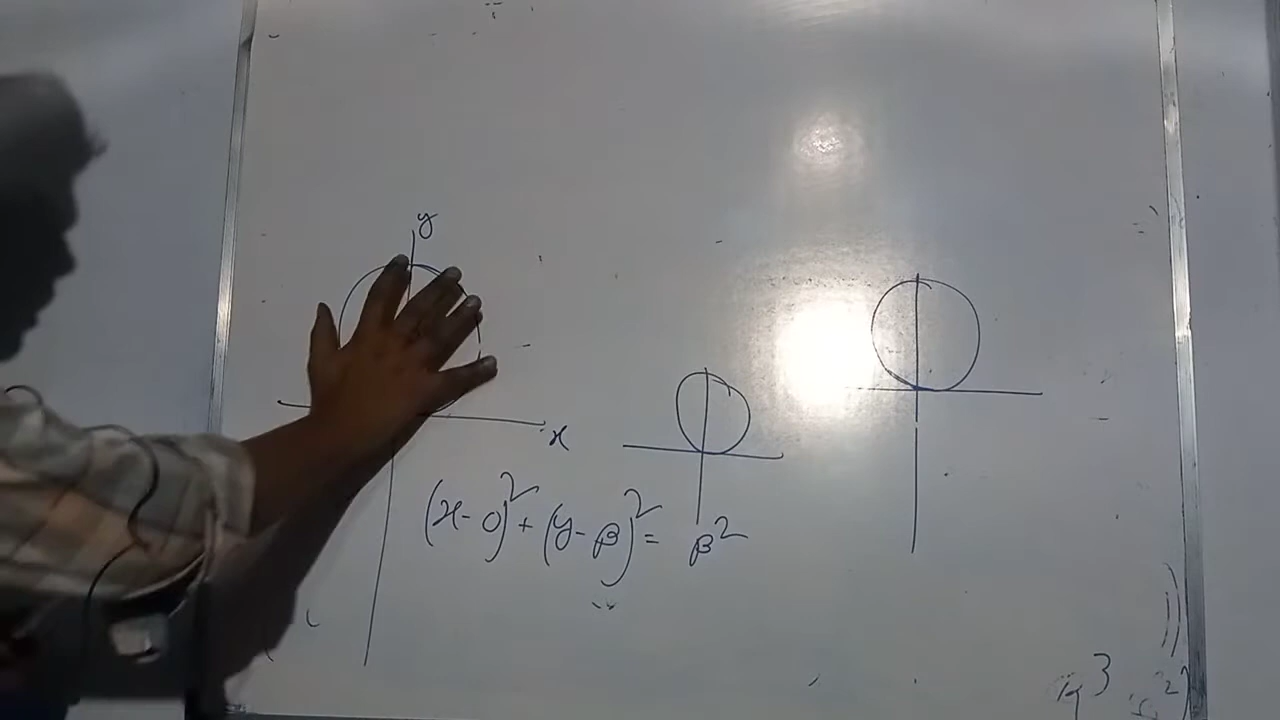 y
x
(x-0)² + (y-β)² = β²